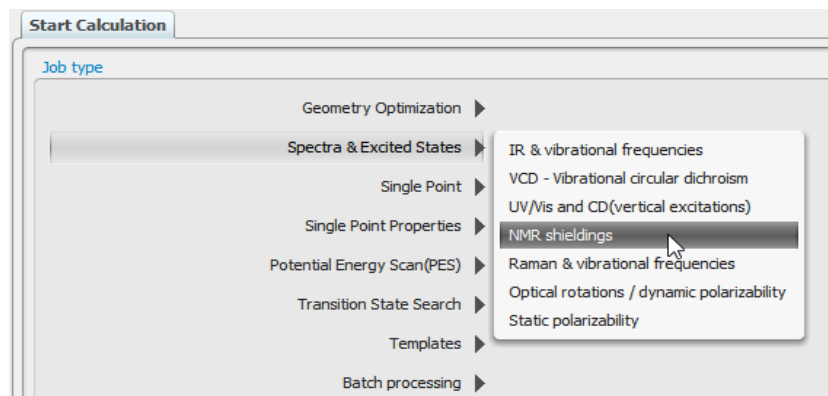 Start Calculation
Job type
Geometry Optimization
Spectra & Excited States
Single Point
Single Point Properties
Potential Energy Scan(PES)
Transition State Search
Templates
Batch processing
IR & vibrational frequencies
VCD - Vibrational circular dichroism
UV/Vis and CD(vertical excitations)
NMR shieldings
Raman & vibrational frequencies
Optical rotations / dynamic polarizability
Static polarizability